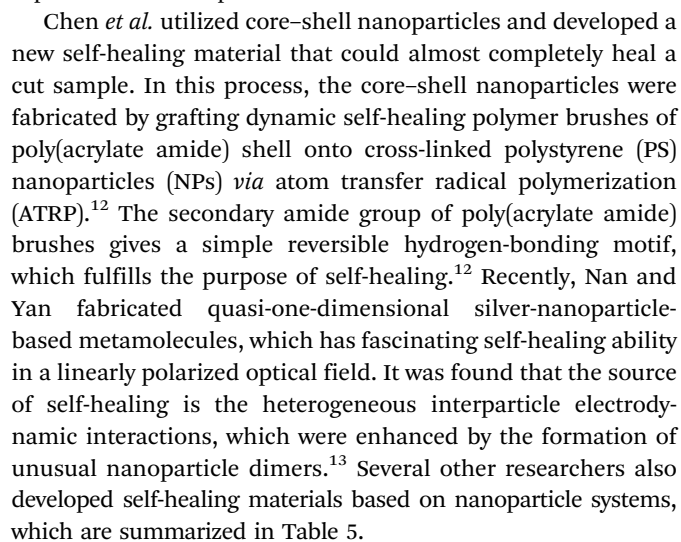 Chen et al. utilized core–shell nanoparticles and developed a
new self-healing material that could almost completely heal a
cut sample. In this process, the core–shell nanoparticles were
fabricated by grafting dynamic self-healing polymer brushes of
poly(acrylate amide) shell onto cross-linked polystyrene (PS)
nanoparticles (NPs) via atom transfer radical polymerization
(ATRP).12 The secondary amide group of poly(acrylate amide)
brushes gives a simple reversible hydrogen-bonding motif,
which fulfills the purpose of self-healing.12 Recently, Nan and
Yan fabricated quasi-one-dimensional silver-nanoparticle-
based metamolecules, which has fascinating self-healing ability
in a linearly polarized optical field. It was found that the source
of self-healing is the heterogeneous interparticle electrody-
namic interactions, which were enhanced by the formation of
unusual nanoparticle dimers.13 Several other researchers also
developed self-healing materials based on nanoparticle systems,
which are summarized in Table 5.